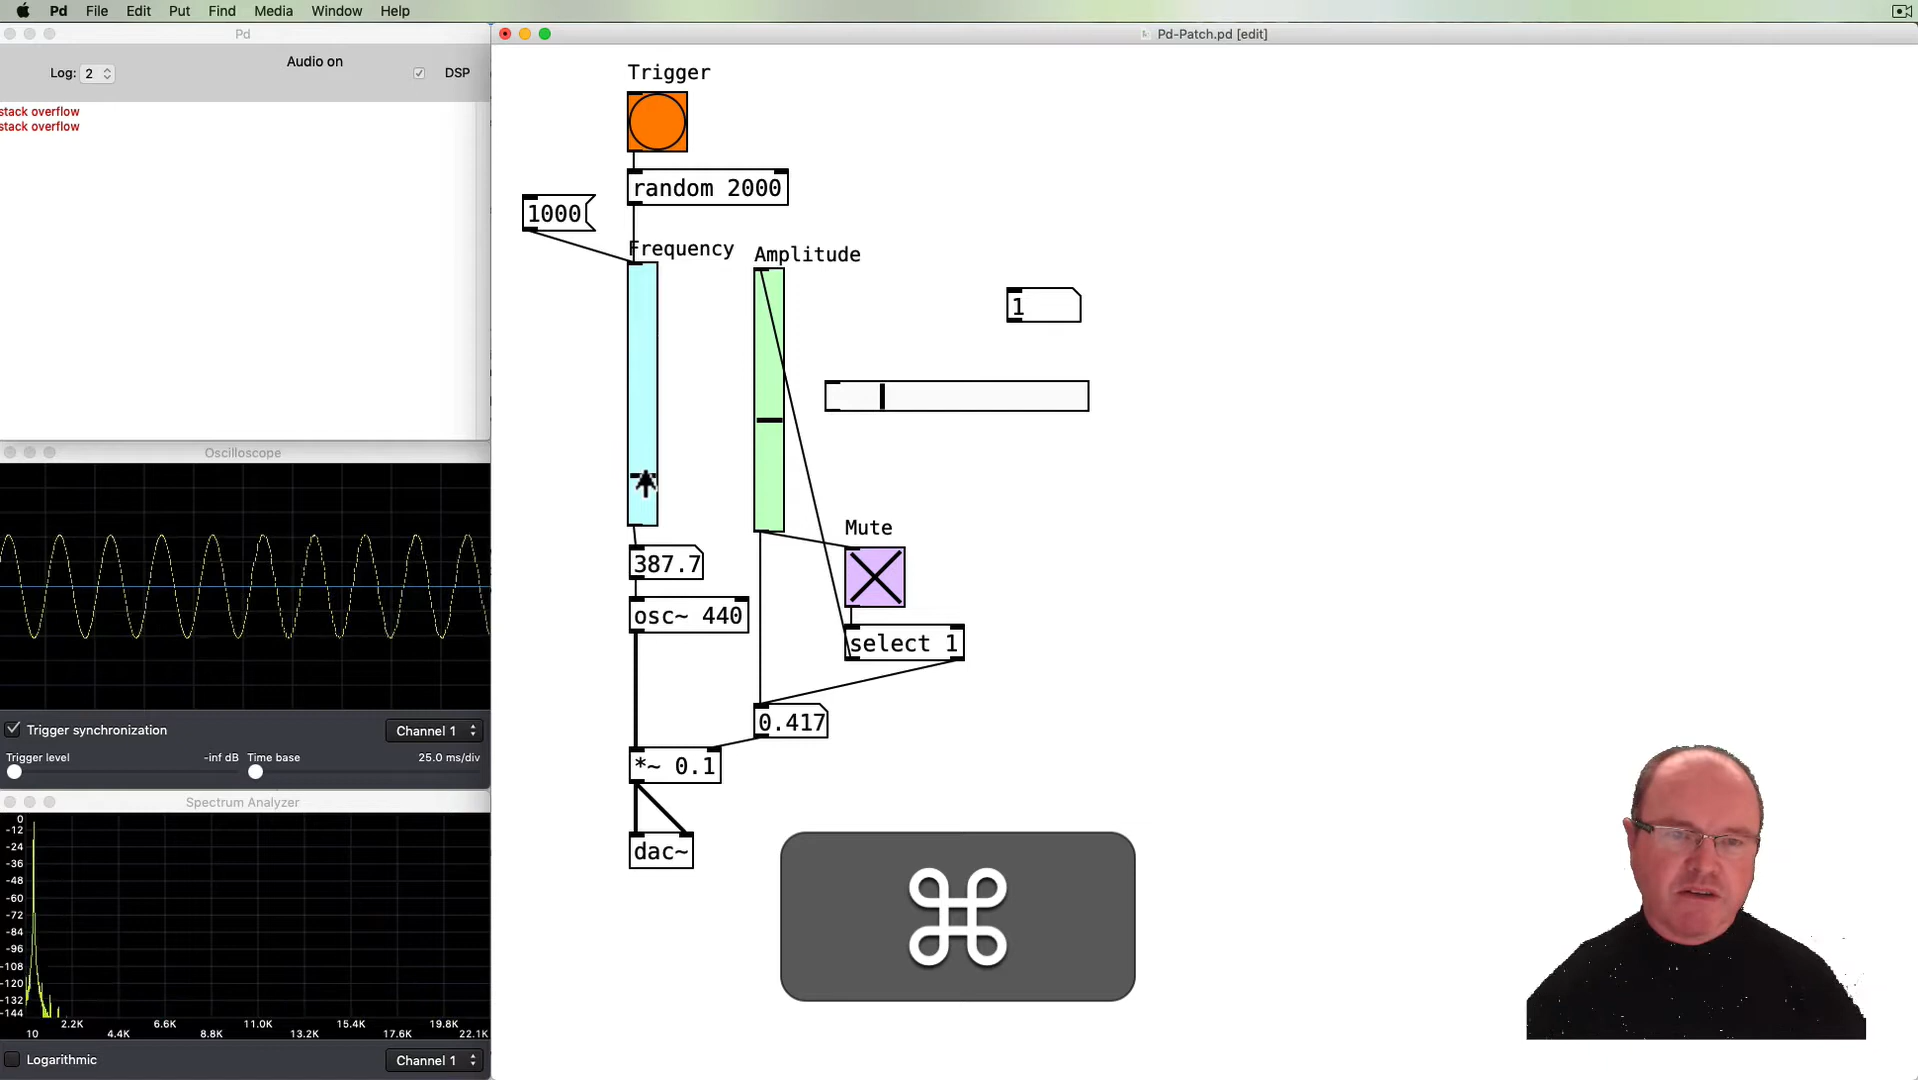 Pd File Edit Put Find Media Window Help
Pd
Log: 2
Audio on
DSP
stack overflow
stack overflow
Oscilloscope
Trigger synchronization
Channel 1
Trigger level
-inf dB
Time base
25.0 ms/div
Spectrum Analyzer
0
-12
-24
-36
-48
-60
-72
-84
-96
-108
-120
-132
-144
2.2K 6.6K 11.0K 15.4K 19.8K
10 4.4K 8.8K 13.2K 17.6K 22.1K
Logarithmic
Channel 1
Pd-Patch.pd [edit]
Trigger
random 2000
1000
Frequency
Amplitude
1
Mute
387.7
osc~ 440
select 1
0.417
*~ 0.1
dac~
⌘